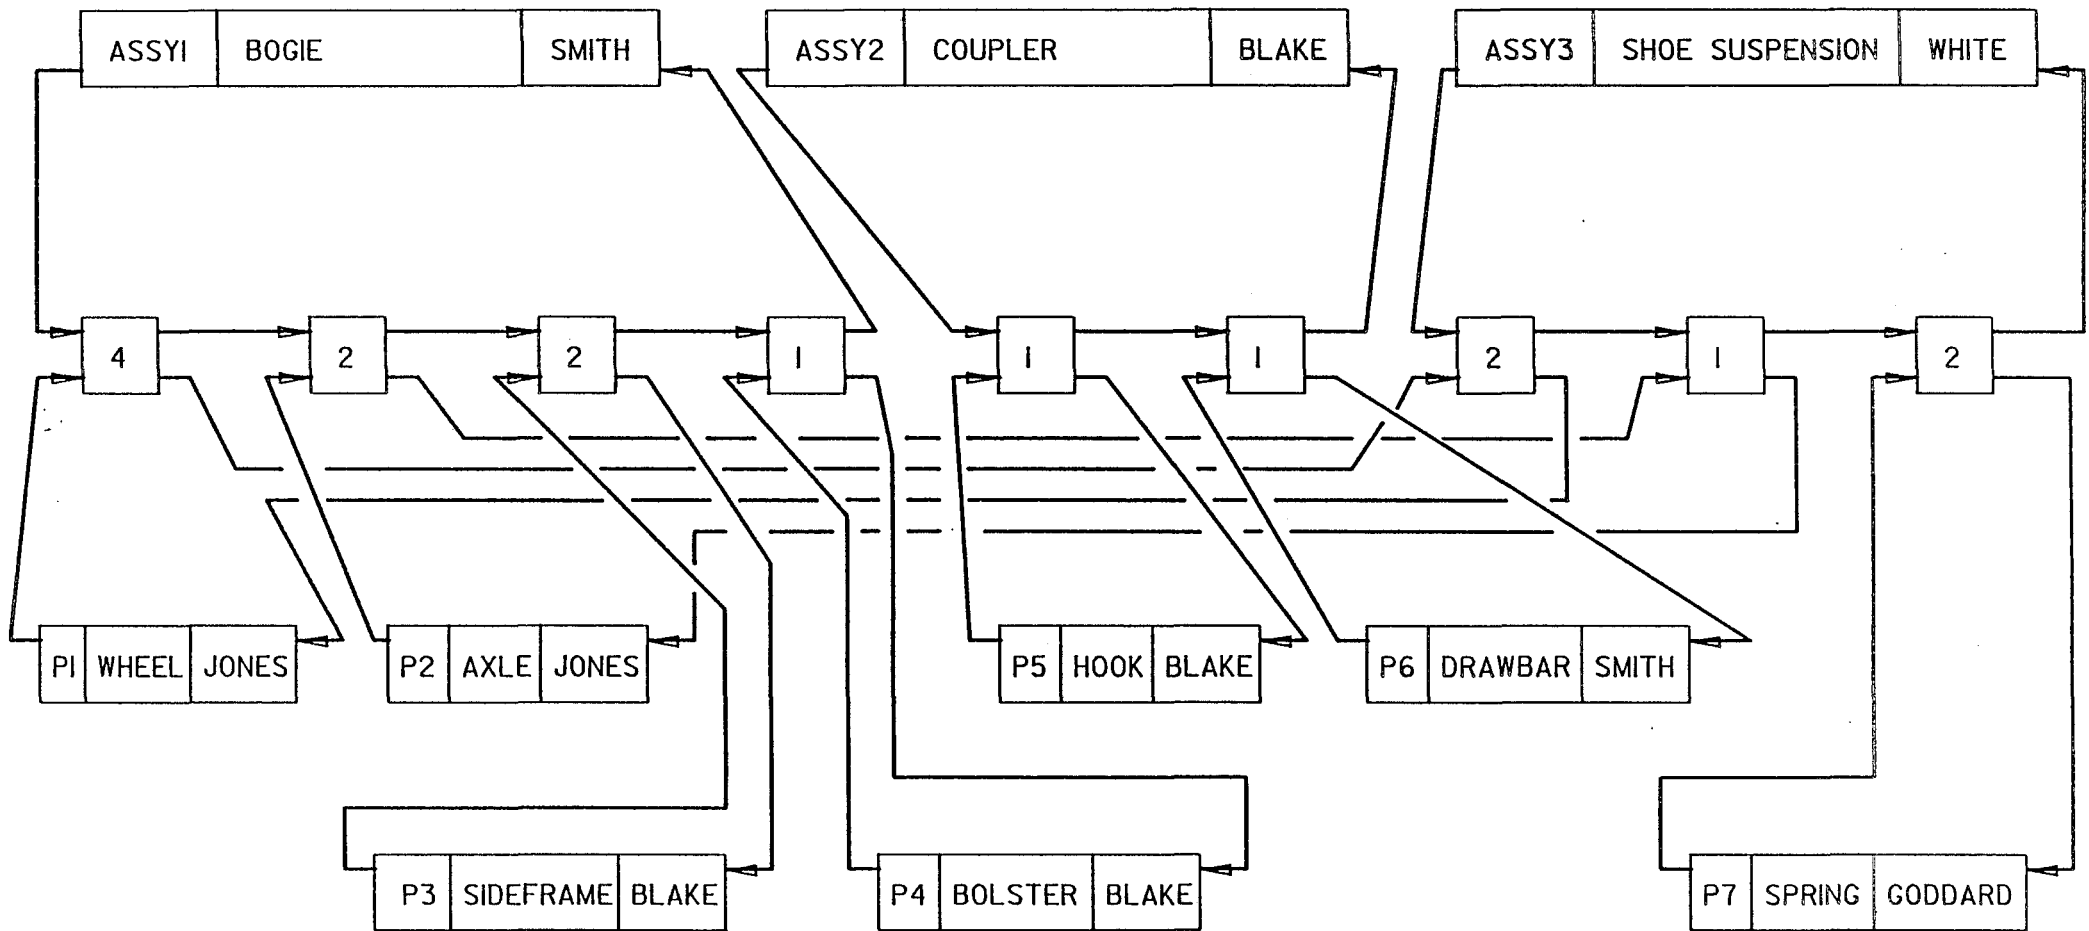 ASSY1 BOGIE SMITH ASSY2 COUPLER BLAKE ASSY3 SHOE SUSPENSION WHITE
4 2 2 1 1 1 2 1 2
P1 WHEEL JONES P2 AXLE JONES P5 HOOK BLAKE P6 DRAWBAR SMITH
P3 SIDEFRAME BLAKE P4 BOLSTER BLAKE P7 SPRING GODDARD